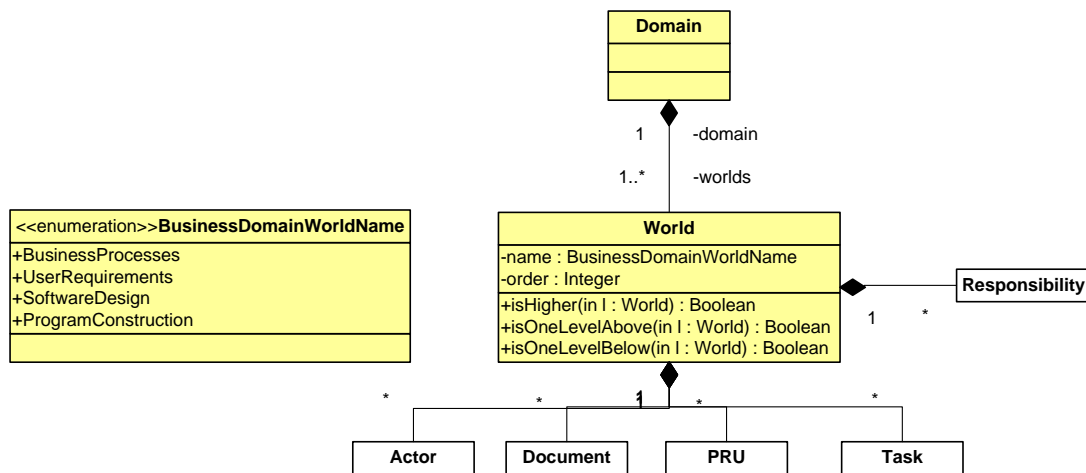 Domain
1 -domain
1..* -worlds
<<enumeration>>BusinessDomainWorldName
+BusinessProcesses
+UserRequirements
+SoftwareDesign
+ProgramConstruction
World
-name : BusinessDomainWorldName
-order : Integer
+isHigher(in l : World) : Boolean
+isOneLevelAbove(in l : World) : Boolean
+isOneLevelBelow(in l : World) : Boolean
Responsibility
1 *
* * 1 * *
Actor Document PRU Task